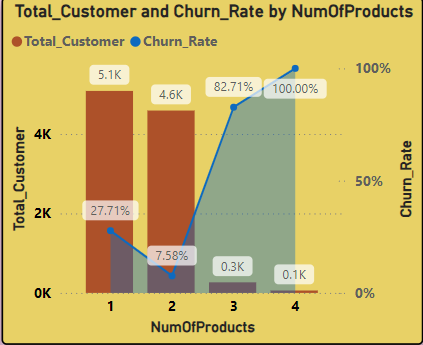 Total_Customer and Churn_Rate by NumOfProducts
Total_Customer Churn_Rate
5.1K
4.6K
82.71%
100.00%
100%
4K
50%
27.71%
2K
7.58%
0.3K
0.1K
0K
0%
1 2 3 4
NumOfProducts
Total_Customer
Churn_Rate